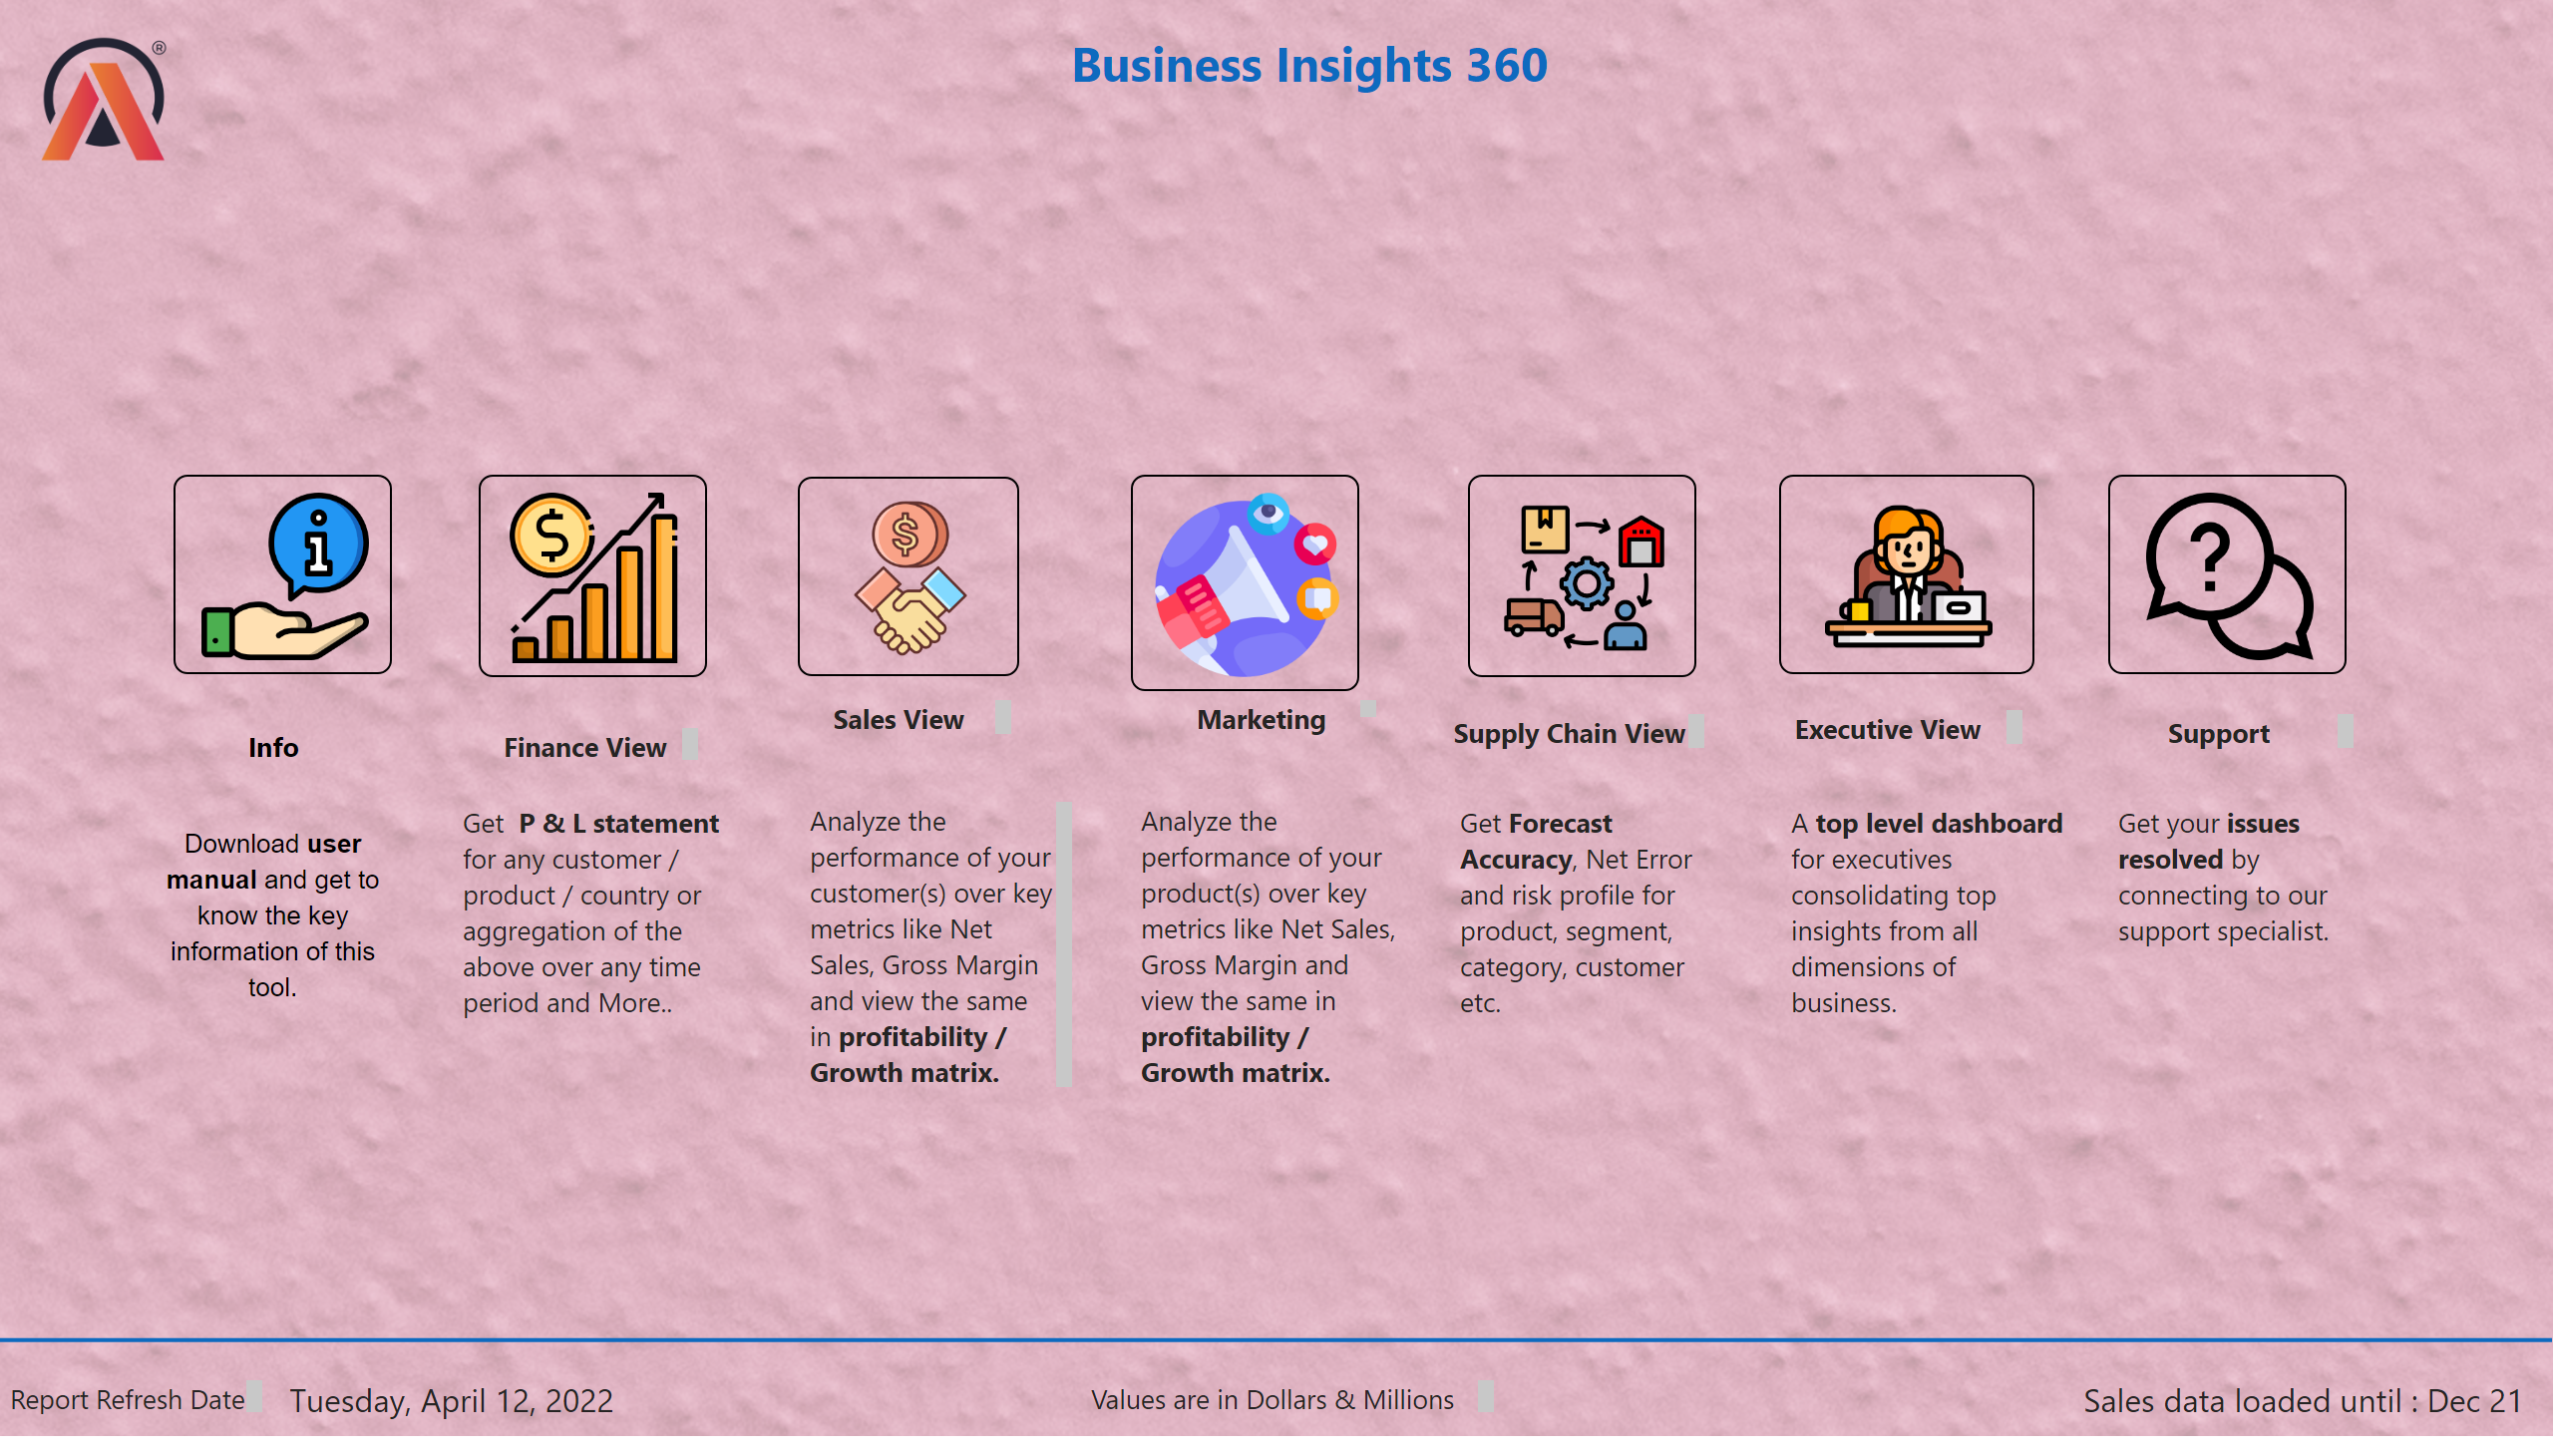 ®
Business Insights 360
Info
Download user
manual and get to
know the key
information of this
tool.
Finance View
Get  P & L statement
for any customer /
product / country or
aggregation of the
above over any time
period and More..
Sales View
Analyze the
performance of your
customer(s) over key
metrics like Net
Sales, Gross Margin
and view the same
in profitability /
Growth matrix.
Marketing
Analyze the
performance of your
product(s) over key
metrics like Net Sales,
Gross Margin and
view the same in
profitability /
Growth matrix.
Supply Chain View
Get Forecast
Accuracy, Net Error
and risk profile for
product, segment,
category, customer
etc.
Executive View
A top level dashboard
for executives
consolidating top
insights from all
dimensions of
business.
Support
Get your issues
resolved by
connecting to our
support specialist.
Report Refresh Date
Tuesday, April 12, 2022
Values are in Dollars & Millions
Sales data loaded until : Dec 21